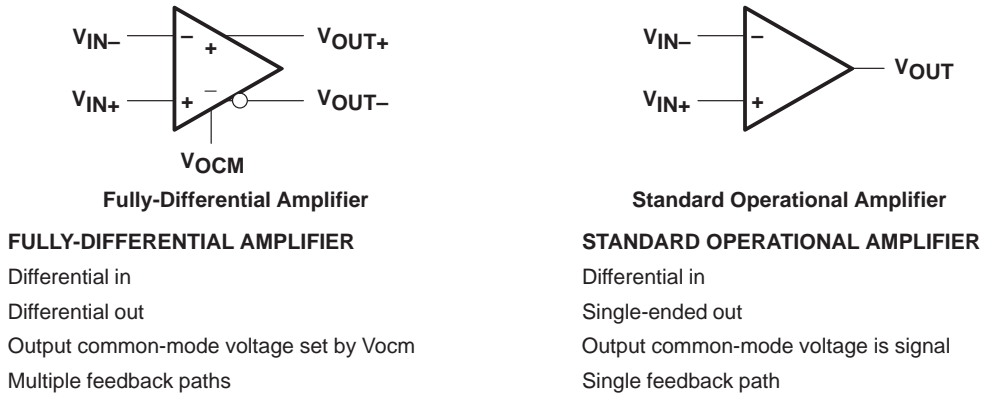 VIN–
–
+
VOUT+
VIN+
+
–
VOUT–
VOCM
Fully-Differential Amplifier
VIN–
–
VOUT
VIN+
+
Standard Operational Amplifier
FULLY-DIFFERENTIAL AMPLIFIER
Differential in
Differential out
Output common-mode voltage set by Vocm
Multiple feedback paths
STANDARD OPERATIONAL AMPLIFIER
Differential in
Single-ended out
Output common-mode voltage is signal
Single feedback path